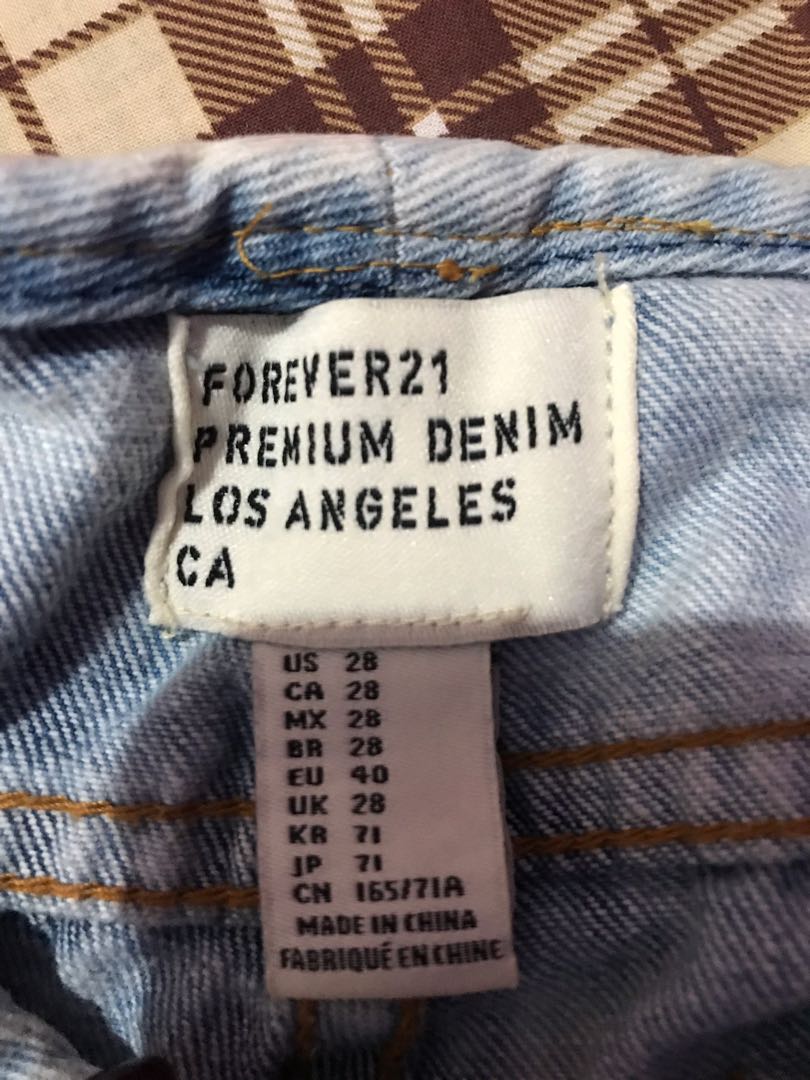 FOREVER21
PREMIUM DENIM
LOS ANGELES
CA
US 28
CA 28
MX 28
BR 28
EU 40
UK 28
KR 71
JP 71
CN 165/71A
MADE IN CHINA
FABRIQUÉ EN CHINE